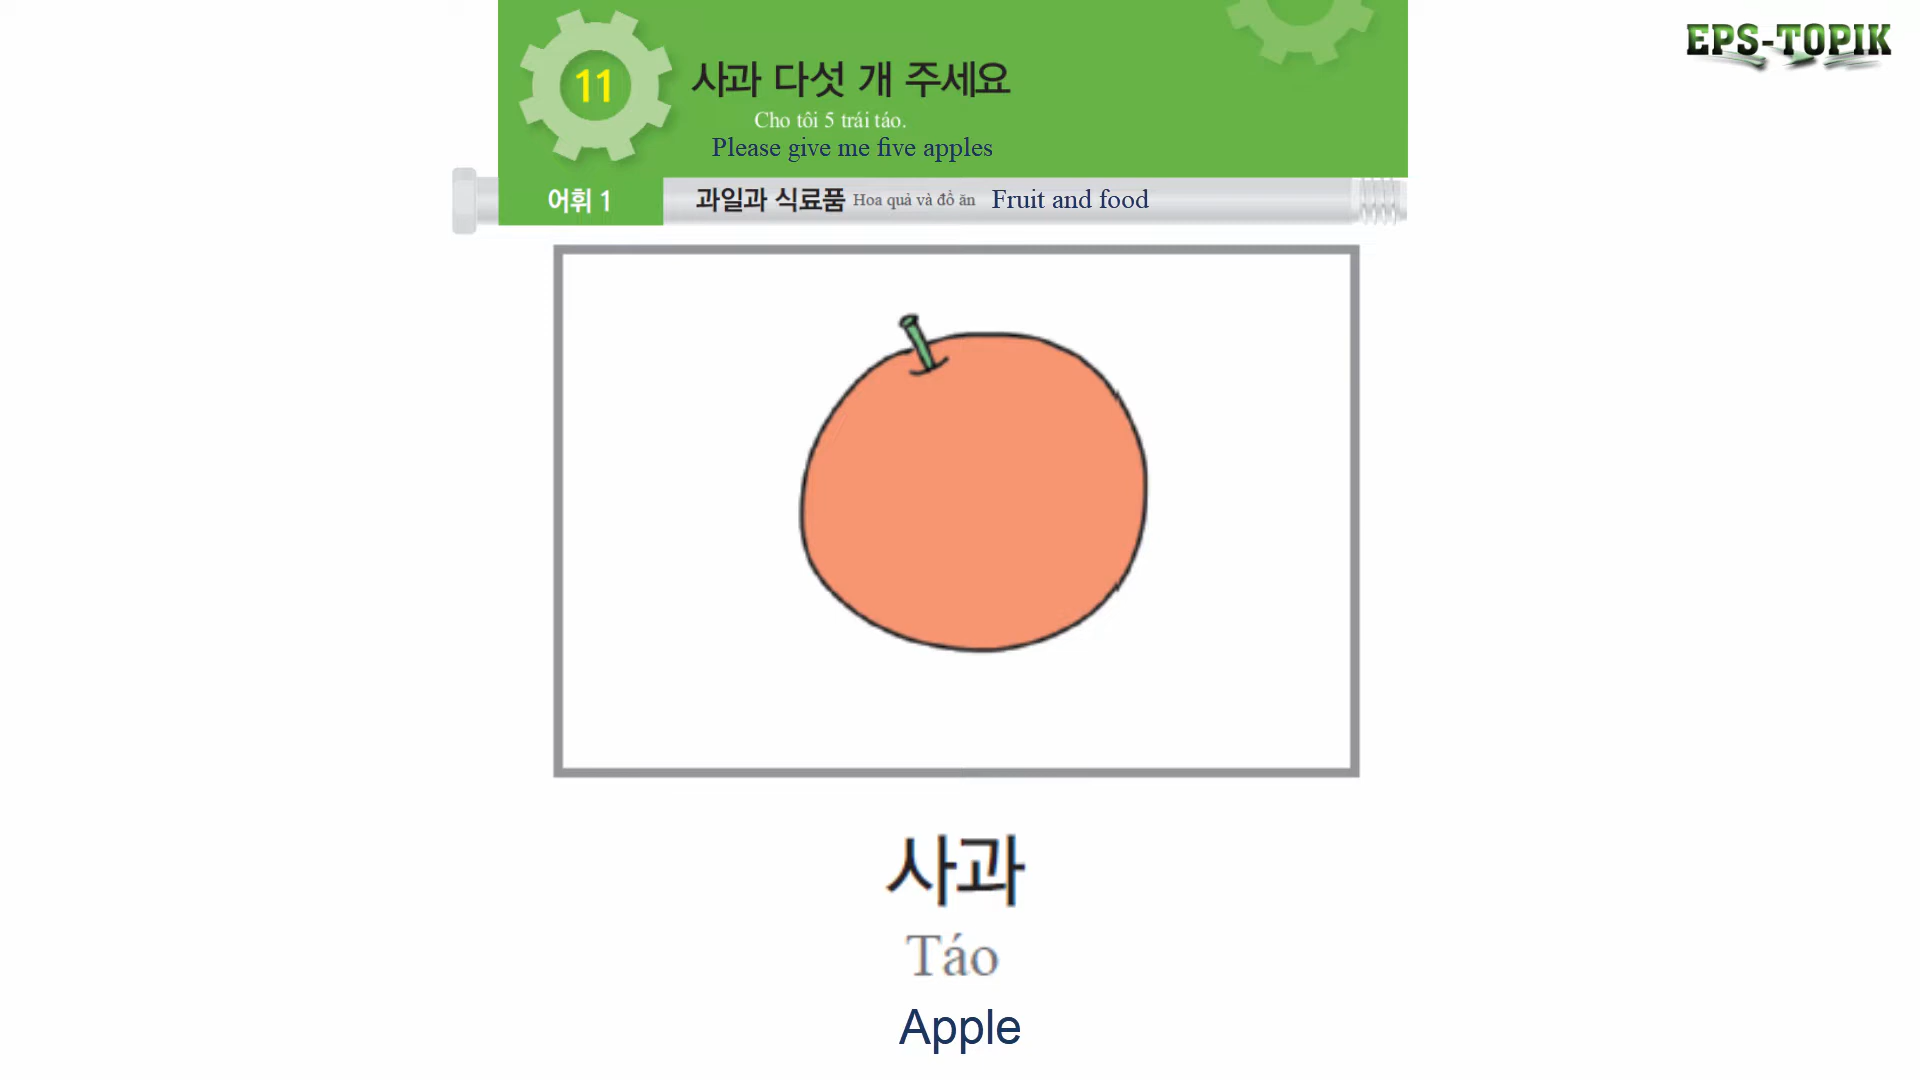 EPS-TOPIK
11
사과 다섯 개 주세요
Cho tôi 5 trái táo.
Please give me five apples
어휘 1
과일과 식료품 Hoa quả và đồ ăn Fruit and food
사과
Táo
Apple